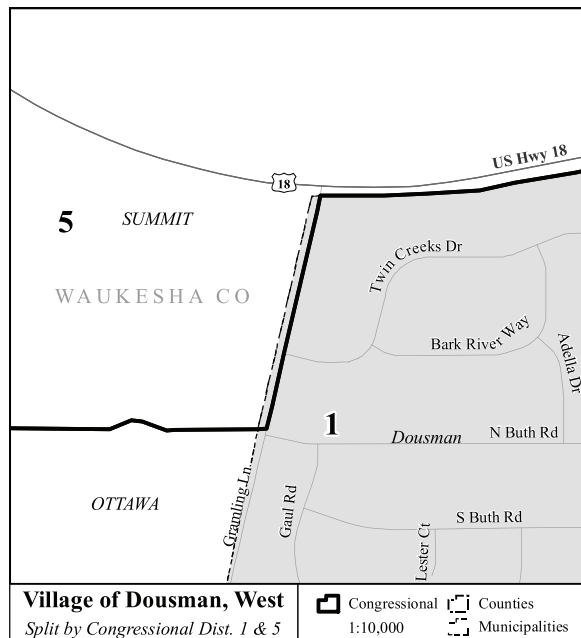 US Hwy 18
18
5
SUMMIT
Twin Creeks Dr
WAUKESHA CO
Bark River Way
Adella Dr
1
Dousman
N Buth Rd
Gramling Ln
OTTAWA
Gaul Rd
S Buth Rd
Lester Ct
Village of Dousman, West
Split by Congressional Dist. 1 & 5
Congressional
Counties
1:10,000
Municipalities